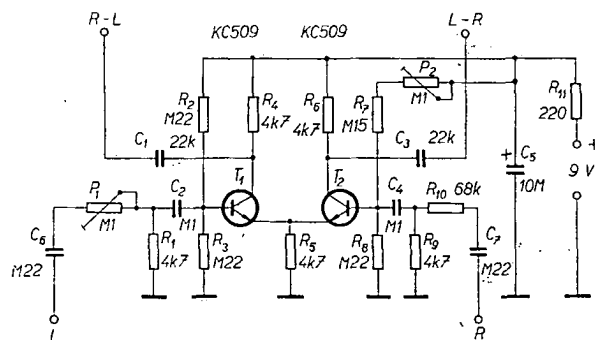 R-L
KC509
KC509
L-R
R2
M22
R4
4k7
R6
4k7
R7
M15
P2
M1
R11
220
+
9 V
C1
22k
C3
22k
+
C5
10M
T1
T2
P1
M1
C2
M1
C4
M1
R10
68k
C6
M22
R1
4k7
R3
M22
R5
4k7
R8
M22
R9
4k7
C7
M22
L
R